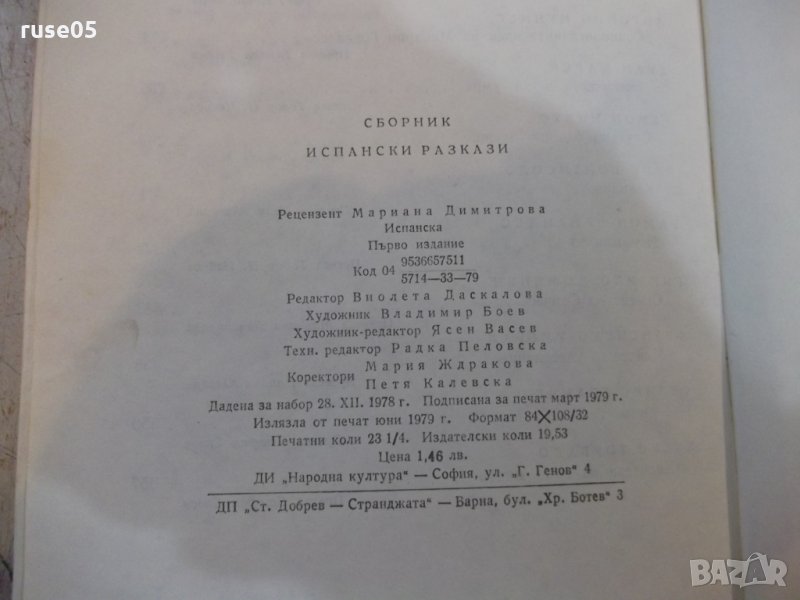 ruse05
СБОРНИК
ИСПАНСКИ РАЗКАЗИ
Рецензент Мариана Димитрова
Испанска
Първо издание
Код 04 9536657511
5714—33—79
Редактор Виолета Даскалова
Художник Владимир Боев
Художник-редактор Ясен Васев
Техн. редактор Радка Пеловска
Коректори Мария Ждракова
Петя Калевска
Дадена за набор 28. XII. 1978 г. Подписана за печат март 1979 г.
Излязла от печат юни 1979 г. Формат 84X108/32
Печатни коли 23 1/4. Издателски коли 19,53
Цена 1,46 лв.
ДИ „Народна култура“ — София, ул. „Г. Генов“ 4
ДП „Ст. Добрев — Странджата“ — Варна, бул. „Хр. Ботев“ 3
BAZAR
.bg